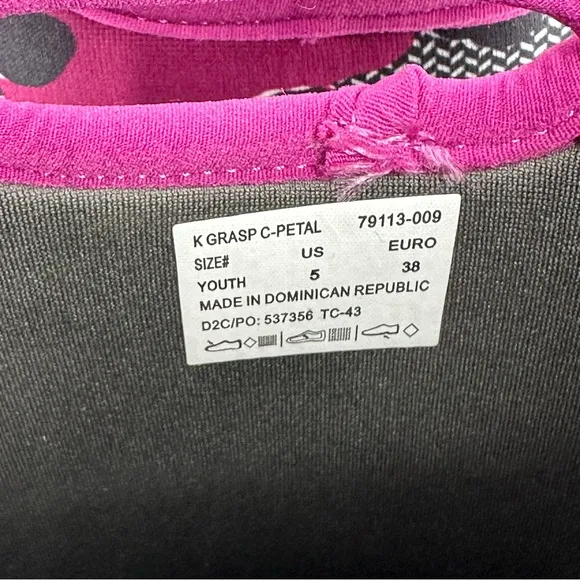 K GRASP C-PETAL 79113-009
SIZE# US EURO
YOUTH 5 38
MADE IN DOMINICAN REPUBLIC
D2C/PO: 537356 TC-43